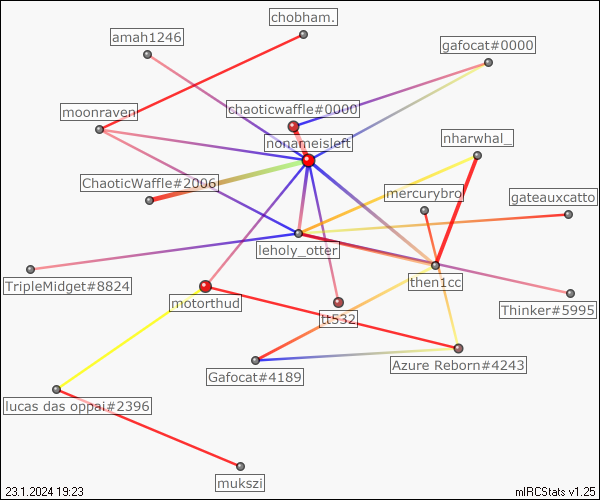 chobham.
amah1246
gafocat#0000
chaoticwaffle#0000
moonraven
nonameisleft
nharwhal_
ChaoticWaffle#2006
mercurybro
gateauxcatto
leholy_otter
TripleMidget#8824
then1cc
motorthud
Thinker#5995
tt532
Azure Reborn#4243
Gafocat#4189
lucas das oppai#2396
mukszi
23.1.2024 19:23
mIRCStats v1.25